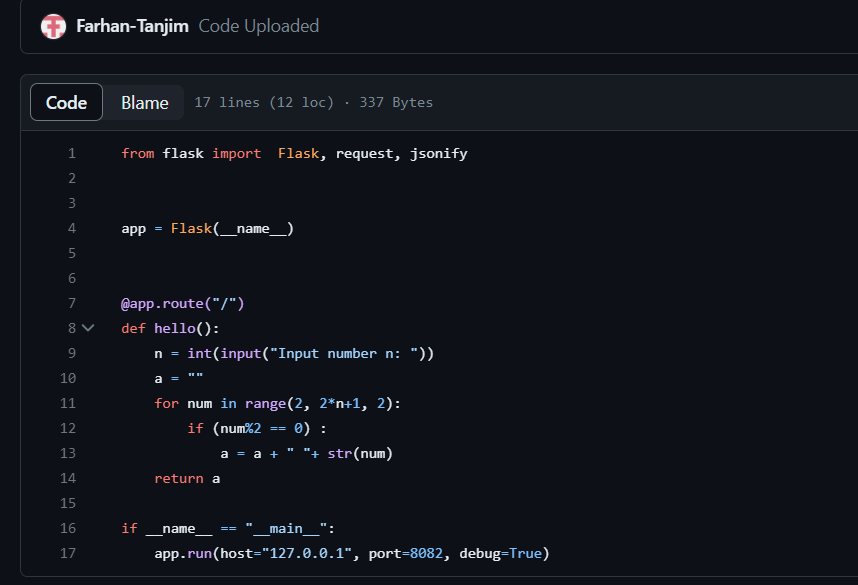 Farhan-Tanjim Code Uploaded
Code Blame 17 lines (12 loc) · 337 Bytes
1 from flask import  Flask, request, jsonify
2
3
4 app = Flask(__name__)
5
6
7 @app.route("/")
8 def hello():
9     n = int(input("Input number n: "))
10     a = ""
11     for num in range(2, 2*n+1, 2):
12         if (num%2 == 0) :
13             a = a + " "+ str(num)
14     return a
15
16 if __name__ == "__main__":
17     app.run(host="127.0.0.1", port=8082, debug=True)